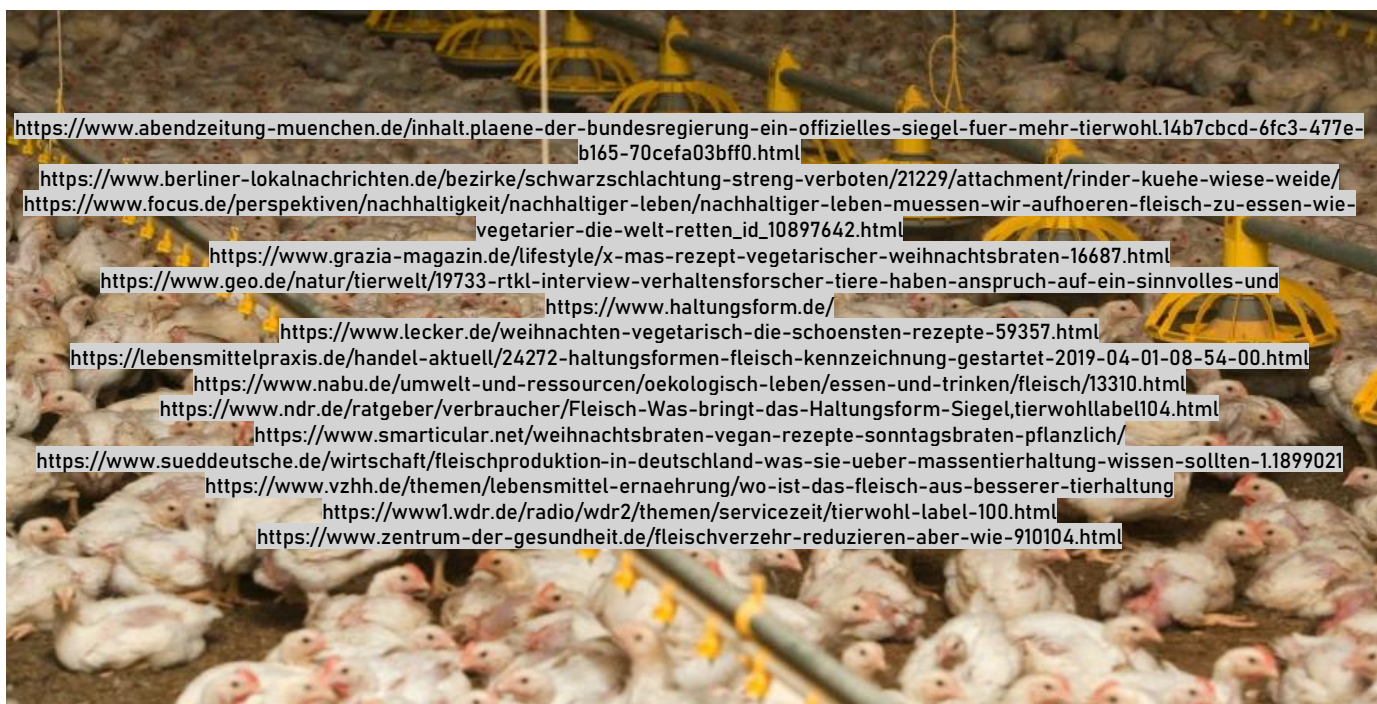 https://www.abendzeitung-muenchen.de/inhalt.plaene-der-bundesregierung-ein-offizielles-siegel-fuer-mehr-tierwohl.14b7cbcd-6fc3-477e-
b165-70cefa03bff0.html
https://www.berliner-lokalnachrichten.de/bezirke/schwarzschlachtung-streng-verboten/21229/attachment/rinder-kuehe-wiese-weide/
https://www.focus.de/perspektiven/nachhaltigkeit/nachhaltiger-leben/nachhaltiger-leben-muessen-wir-aufhoeren-fleisch-zu-essen-wie-
vegetarier-die-welt-retten_id_10897642.html
https://www.grazia-magazin.de/lifestyle/x-mas-rezept-vegetarischer-weihnachtsbraten-16687.html
https://www.geo.de/natur/tierwelt/19733-rtkl-interview-verhaltensforscher-tiere-haben-anspruch-auf-ein-sinnvolles-und
https://www.haltungsform.de/
https://www.lecker.de/weihnachten-vegetarisch-die-schoensten-rezepte-59357.html
https://lebensmittelpraxis.de/handel-aktuell/24272-haltungsformen-fleisch-kennzeichnung-gestartet-2019-04-01-08-54-00.html
https://www.nabu.de/umwelt-und-ressourcen/oekologisch-leben/essen-und-trinken/fleisch/13310.html
https://www.ndr.de/ratgeber/verbraucher/Fleisch-Was-bringt-das-Haltungsform-Siegel,tierwohllabel104.html
https://www.smarticular.net/weihnachtsbraten-vegan-rezepte-sonntagsbraten-pflanzlich/
https://www.sueddeutsche.de/wirtschaft/fleischproduktion-in-deutschland-was-sie-ueber-massentierhaltung-wissen-sollten-1.1899021
https://www.vzhh.de/themen/lebensmittel-ernaehrung/wo-ist-das-fleisch-aus-besserer-tierhaltung
https://www1.wdr.de/radio/wdr2/themen/servicezeit/tierwohl-label-100.html
https://www.zentrum-der-gesundheit.de/fleischverzehr-reduzieren-aber-wie-910104.html